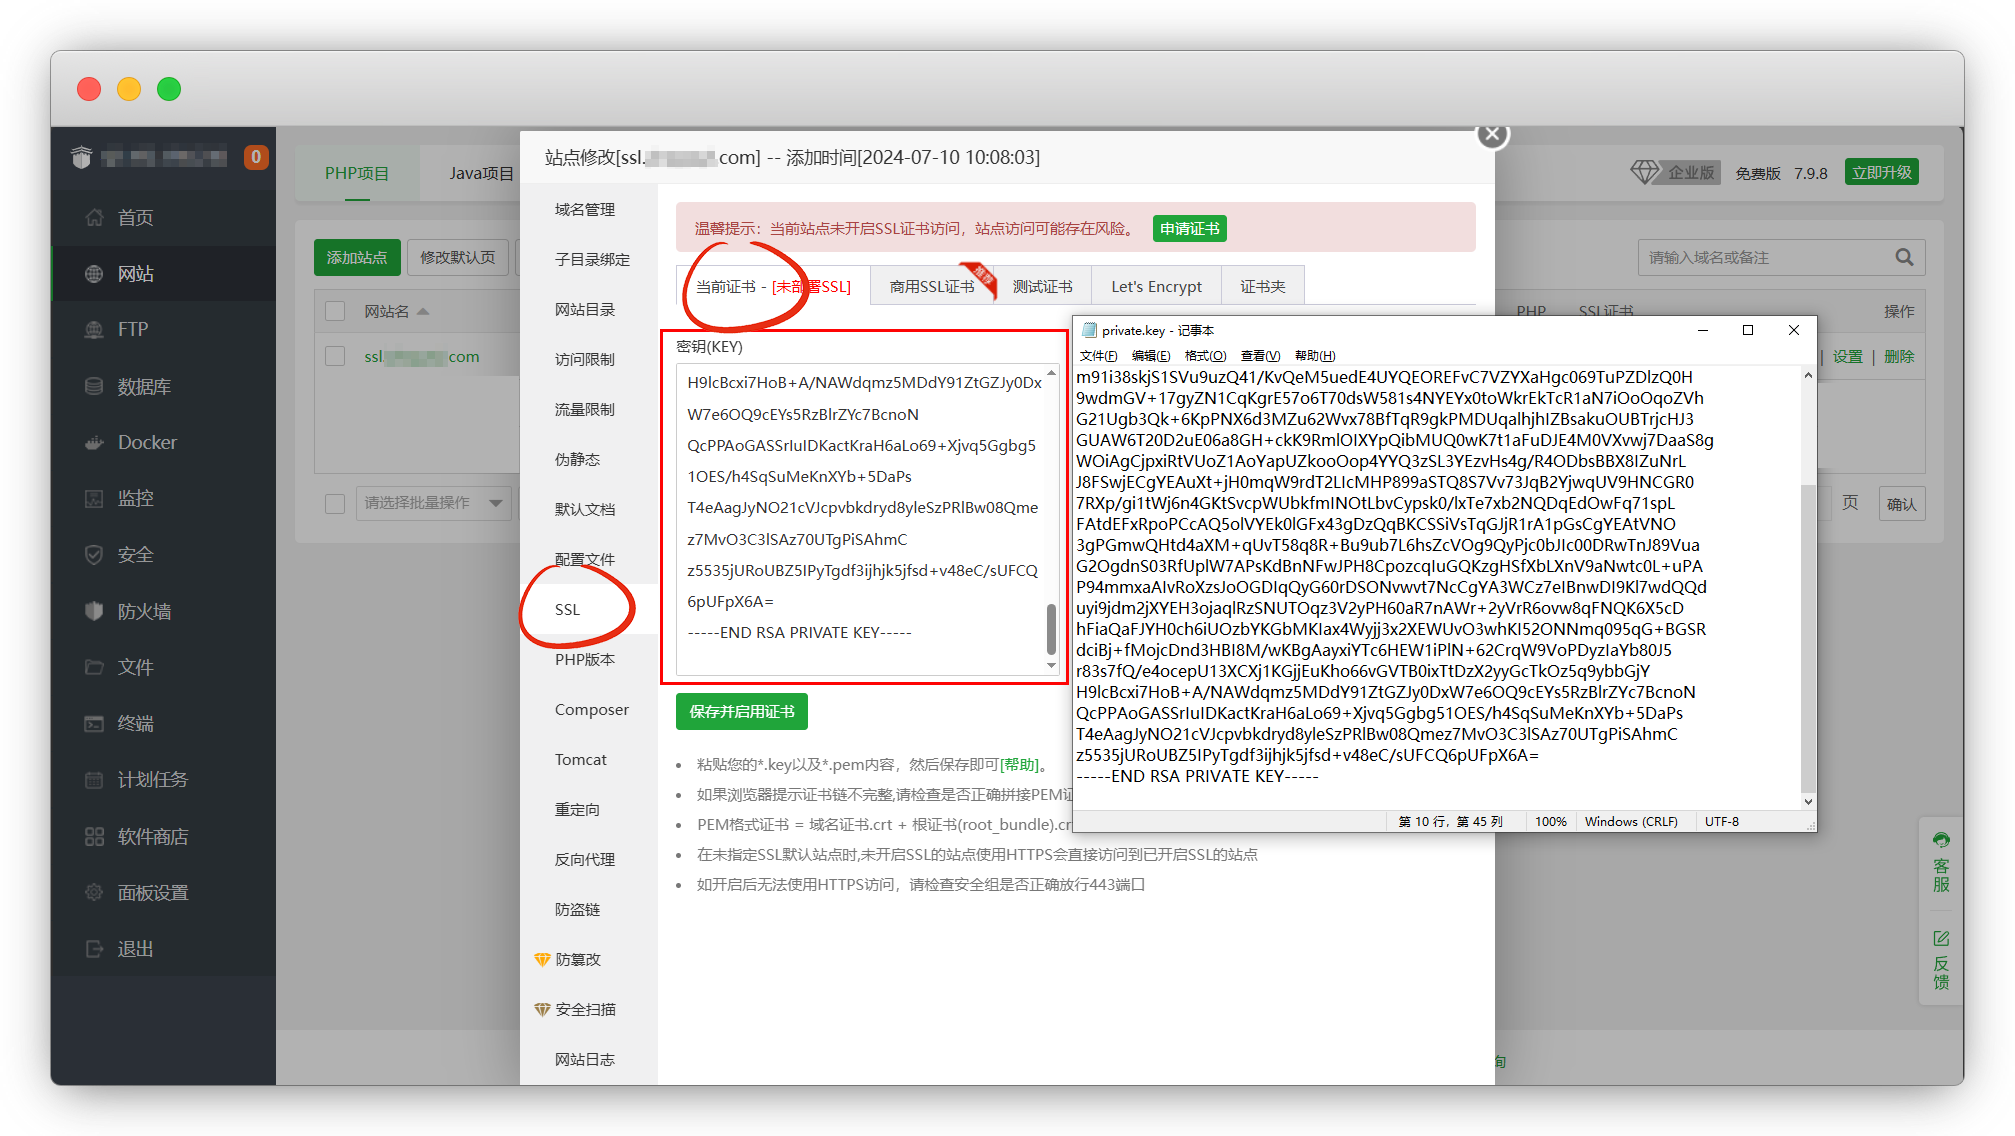 0
首页
网站
FTP
数据库
Docker
监控
安全
防火墙
文件
终端
计划任务
软件商店
面板设置
退出
PHP项目
Java项目
企业版
免费版 7.9.8
立即升级
添加站点
修改默认页
请输入域名或备注
网站名
PHP
SSL证书
操作
ssl. com
设置 | 删除
请选择批量操作
页
确认
站点修改[ssl. .com] -- 添加时间[2024-07-10 10:08:03]
域名管理
子目录绑定
网站目录
访问限制
流量限制
伪静态
默认文档
配置文件
SSL
PHP版本
Composer
Tomcat
重定向
反向代理
防盗链
防篡改
安全扫描
网站日志
温馨提示：当前站点未开启SSL证书访问，站点访问可能存在风险。 申请证书
当前证书 - [未部署SSL]
商用SSL证书
推荐
测试证书
Let's Encrypt
证书夹
密钥(KEY)
H9lcBcxi7HoB+A/NAWdqmz5MDdY91ZtGZJy0Dx
W7e6OQ9cEYs5RzBlrZYc7BcnoN
QcPPAoGASSrIuIDKactKraH6aLo69+Xjvq5Ggbg5
1OES/h4SqSuMeKnXYb+5DaPs
T4eAagJyNO21cVJcpvbkdryd8yleSzPRlBw08Qme
z7MvO3C3lSAz70UTgPiSAhmC
z5535jURoUBZ5IPyTgdf3ijhjk5jfsd+v48eC/sUFCQ
6pUFpX6A=
-----END RSA PRIVATE KEY-----
保存并启用证书
粘贴您的*.key以及*.pem内容，然后保存即可[帮助]。
如果浏览器提示证书链不完整,请检查是否正确拼接PEM证
PEM格式证书 = 域名证书.crt + 根证书(root_bundle).cr
在未指定SSL默认站点时,未开启SSL的站点使用HTTPS会直接访问到已开启SSL的站点
如开启后无法使用HTTPS访问，请检查安全组是否正确放行443端口
private.key - 记事本
文件(F) 编辑(E) 格式(O) 查看(V) 帮助(H)
m91i38skjS1SVu9uzQ41/KvQeM5uedE4UYQEOREFvC7VZYXaHgc069TuPZDlzQ0H
9wdmGV+17gyZN1CqKgrE57o6T70dsW581s4NYEYx0toWkrEkTcR1aN7iOoOqoZVh
G21Ugb3Qk+6KpPNX6d3MZu62Wvx78BfTqR9gkPMDUqalhjhIZBsakuOUBTrjcHJ3
GUAW6T20D2uE06a8GH+ckK9RmlOIXYpQibMUQ0wK7t1aFuDJE4M0VXvwj7DaaS8g
WOiAgCjpxiRtVUoZ1AoYapUZkooOop4YYQ3zSL3YEzvHs4g/R4ODbsBBX8IZuNrL
J8FSwjECgYEAuXt+jH0mqW9rdT2LIcMHP899aSTQ8S7Vv73JqB2YjwqUV9HNCGR0
7RXp/gi1tWj6n4GKtSvcpWUbkfmINOtLbvCypsk0/lxTe7xb2NQDqEdOwFq71spL
FAtdEFxRpoPCcAQ5olVYEk0lGFx43gDzQqBKCSSiVsTqGJjR1rA1pGsCgYEAtVNO
3gPGmwQHtd4aXM+qUvT58q8R+Bu9ub7L6hsZcVOg9QyPjc0bJIc00DRwTnJ89Vua
G2OgdnS03RfUplW7APsKdBnNFwJPH8CpozcqIuGQKzgHSfXbLXnV9aNwtc0L+uPA
P94mmxaAIvRoXzsJoOGDIqQyG60rDSONvwvt7NcCgYA3WCz7eIBnwDI9Kl7wdQQd
uyi9jdm2jXYEH3ojaqlRzSNUTOqz3V2yPH60aR7nAWr+2yVrR6ovw8qFNQK6X5cD
hFiaQaFJYH0ch6iUOzbYKGbMKIax4Wyjj3x2XEWUvO3whKI52ONNmq095qG+BGSR
dciBj+fMojcDnd3HBI8M/wKBgAayxiYTc6HEW1iPlN+62CrqW9VoPDyzIaYb80J5
r83s7fQ/e4ocepU13XCXj1KGjjEuKho66vGVTB0ixTtDzX2yyGcTkOz5q9ybbGjY
H9lcBcxi7HoB+A/NAWdqmz5MDdY91ZtGZJy0DxW7e6OQ9cEYs5RzBlrZYc7BcnoN
QcPPAoGASSrIuIDKactKraH6aLo69+Xjvq5Ggbg51OES/h4SqSuMeKnXYb+5DaPs
T4eAagJyNO21cVJcpvbkdryd8yleSzPRlBw08Qmez7MvO3C3lSAz70UTgPiSAhmC
z5535jURoUBZ5IPyTgdf3ijhjk5jfsd+v48eC/sUFCQ6pUFpX6A=
-----END RSA PRIVATE KEY-----
第 10 行，第 45 列 100% Windows (CRLF) UTF-8
客服
反馈
询